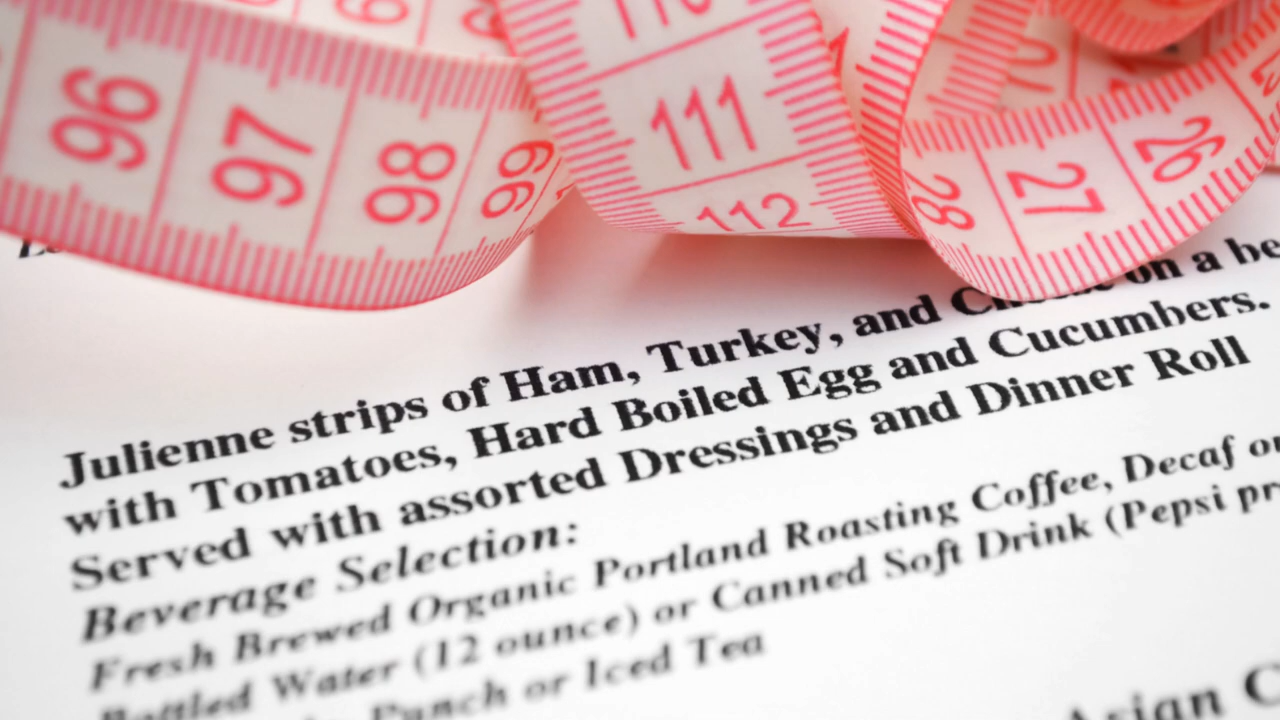 96 97 98 99 111 112 28 27 26
Julienne strips of Ham, Turkey, and Cheese on a be
with Tomatoes, Hard Boiled Egg and Cucumbers.
Served with assorted Dressings and Dinner Roll
Beverage Selection:
Fresh Brewed Organic Portland Roasting Coffee, Decaf or
Bottled Water (12 ounce) or Canned Soft Drink (Pepsi pr
Punch or Iced Tea
Asian C